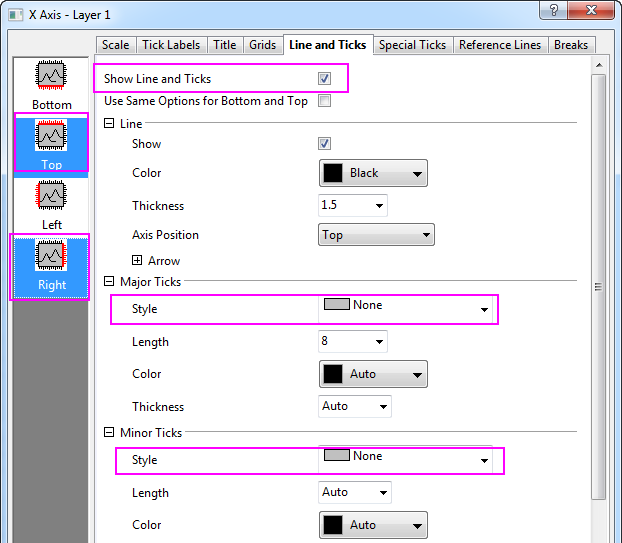 X Axis - Layer 1
Scale Tick Labels Title Grids Line and Ticks Special Ticks Reference Lines Breaks
Bottom
Top
Left
Right
Show Line and Ticks
Use Same Options for Bottom and Top
Line
Show
Color Black
Thickness 1.5
Axis Position Top
Arrow
Major Ticks
Style None
Length 8
Color Auto
Thickness Auto
Minor Ticks
Style None
Length Auto
Color Auto